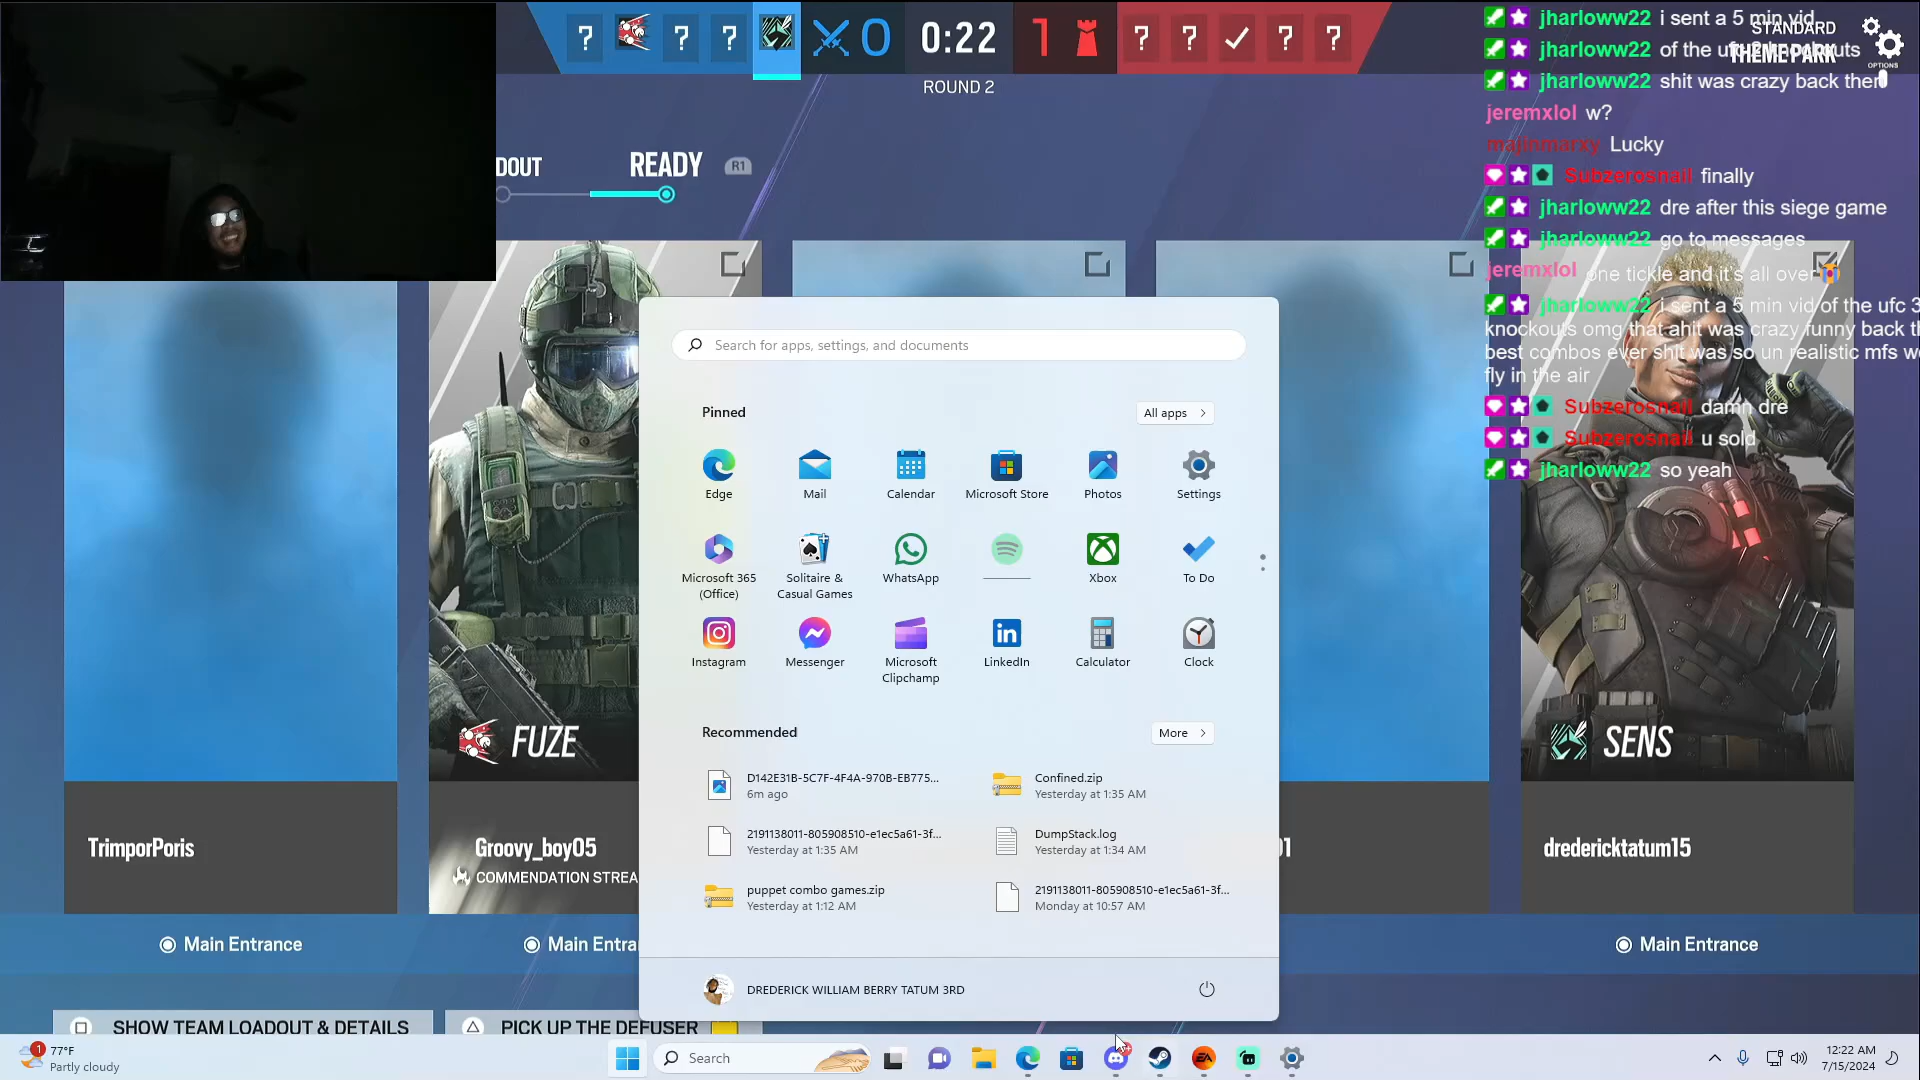 ? ? ? 0 0:22 1 ? ? ? ?
ROUND 2
STANDARD
THEME PARK
OPTIONS
DOUT
READY R1
jharloww22 i sent a 5 min vid
jharloww22 of the ufc 3 knockouts
jharloww22 shit was crazy back then
jeremxlol w?
majinmarxy Lucky
Subzerosnail finally
jharloww22 dre after this siege game
jharloww22 go to messages
jeremxlol one tickle and it's all over
jharloww22 i sent a 5 min vid of the ufc 3
knockouts omg that ahit was crazy funny back th
best combos ever shit was so un realistic mfs w
fly in the air
Subzerosnail damn dre
Subzerosnail u sold
jharloww22 so yeah
Search for apps, settings, and documents
Pinned
All apps
Edge
Mail
Calendar
Microsoft Store
Photos
Settings
Microsoft 365
(Office)
Solitaire &
Casual Games
WhatsApp
Xbox
To Do
Instagram
Messenger
Microsoft
Clipchamp
LinkedIn
Calculator
Clock
Recommended
More
D142E31B-5C7F-4F4A-970B-EB775...
6m ago
Confined.zip
Yesterday at 1:35 AM
2191138011-805908510-e1ec5a61-3f...
Yesterday at 1:35 AM
DumpStack.log
Yesterday at 1:34 AM
puppet combo games.zip
Yesterday at 1:12 AM
2191138011-805908510-e1ec5a61-3f...
Monday at 10:57 AM
DREDERICK WILLIAM BERRY TATUM 3RD
FUZE
SENS
TrimporPoris
Groovy_boy05
COMMENDATION STREA
01
dredericktatum15
Main Entrance
Main Entra
Main Entrance
SHOW TEAM LOADOUT & DETAILS
PICK UP THE DEFUSER
1
77°F
Partly cloudy
Search
12:22 AM
7/15/2024